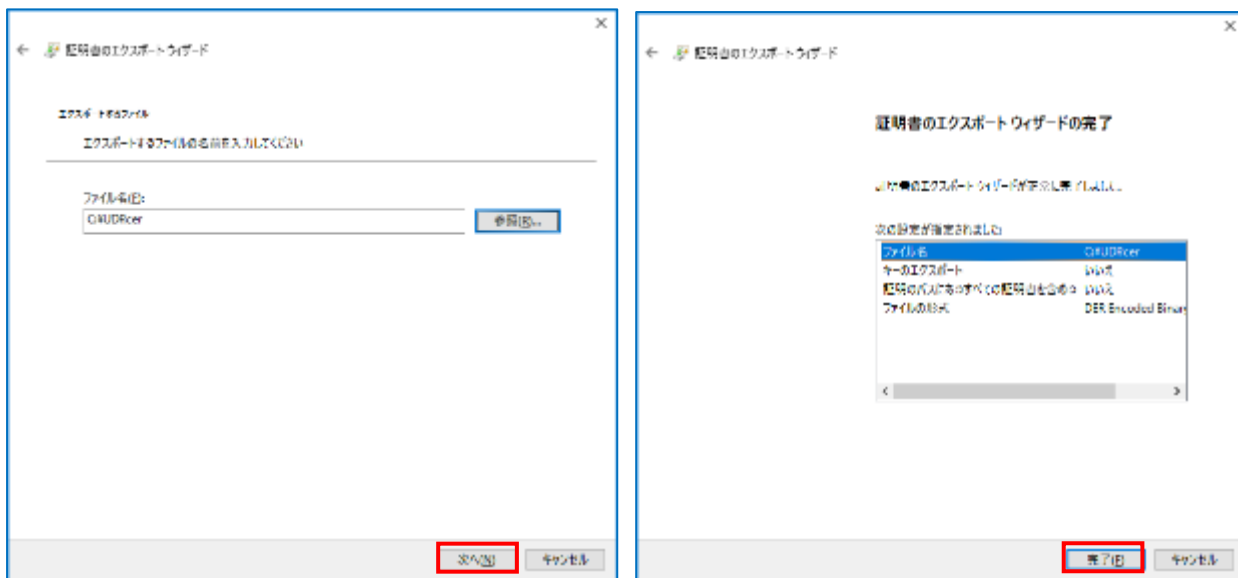 証明書のエクスポート ウィザード
エクスポートするファイル
エクスポートするファイルの名前を入力してください
ファイル名(F):
参照(R)...
次へ(N)
キャンセル
証明書のエクスポート ウィザード
証明書のエクスポート ウィザードの完了
証明書のエクスポート ウィザードが正常に完了しました。
次の設定が指定されました:
ファイル名
キーのエクスポート いいえ
証明のパスにあるすべての証明書を含める いいえ
ファイルの形式 DER Encoded Binary
完了(F)
キャンセル